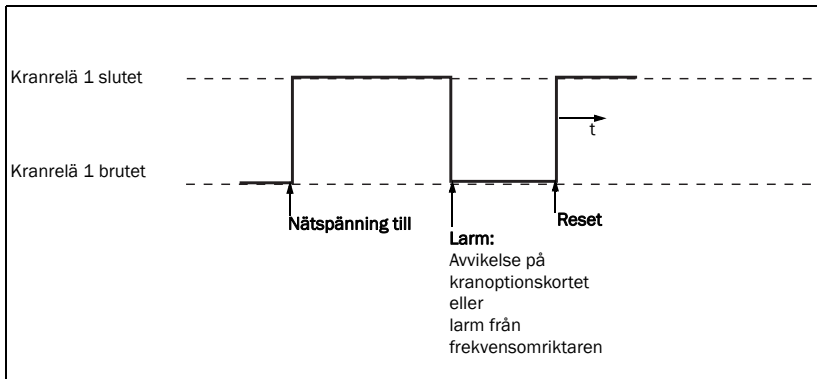 Kranrelä 1 slutet
t
Kranrelä 1 brutet
Nätspänning till
Larm:
Avvikelse på
kranoptionskortet
eller
larm från
frekvensomriktaren
Reset